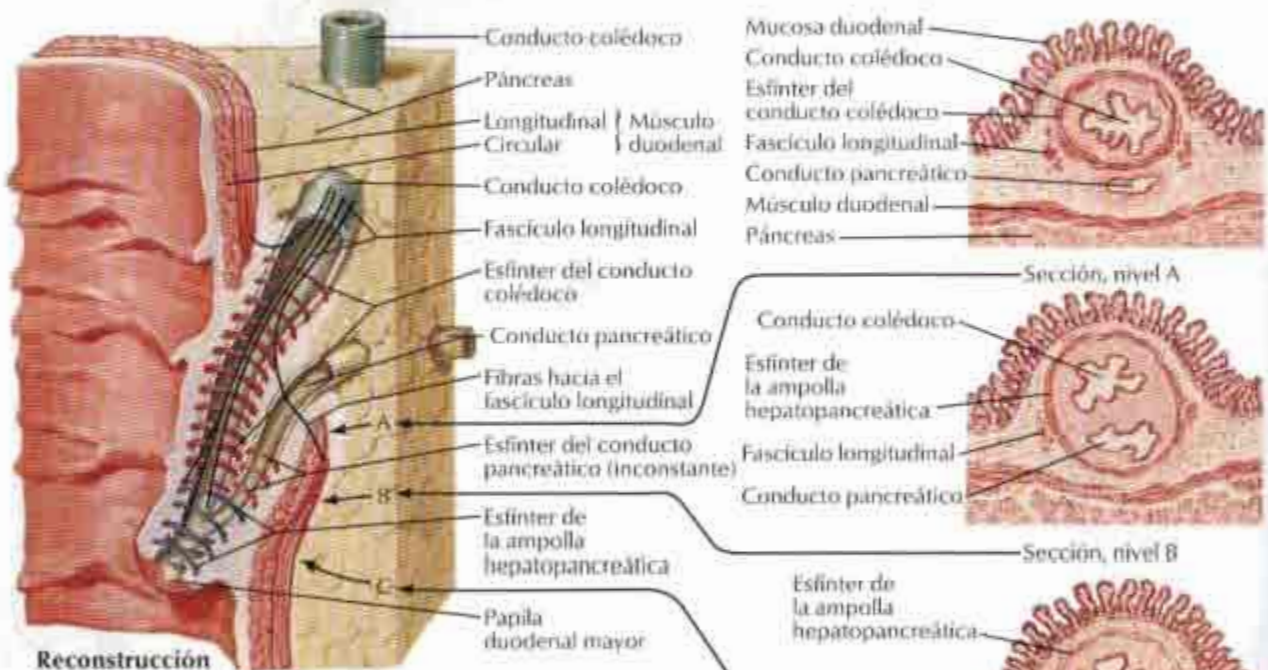 Conducto colédoco
Páncreas
Longitudinal
Circular
Músculo
duodenal
Conducto colédoco
Fascículo longitudinal
Esfínter del conducto
colédoco
Conducto pancreático
Fibras hacia el
fascículo longitudinal
A
Esfínter del conducto
pancreático (inconstante)
B
Esfínter de
la ampolla
hepatopancreática
C
Papila
duodenal mayor
Reconstrucción
Mucosa duodenal
Conducto colédoco
Esfínter del
conducto colédoco
Fascículo longitudinal
Conducto pancreático
Músculo duodenal
Páncreas
Sección, nivel A
Conducto colédoco
Esfínter de
la ampolla
hepatopancreática
Fascículo longitudinal
Conducto pancreático
Sección, nivel B
Esfínter de
la ampolla
hepatopancreática